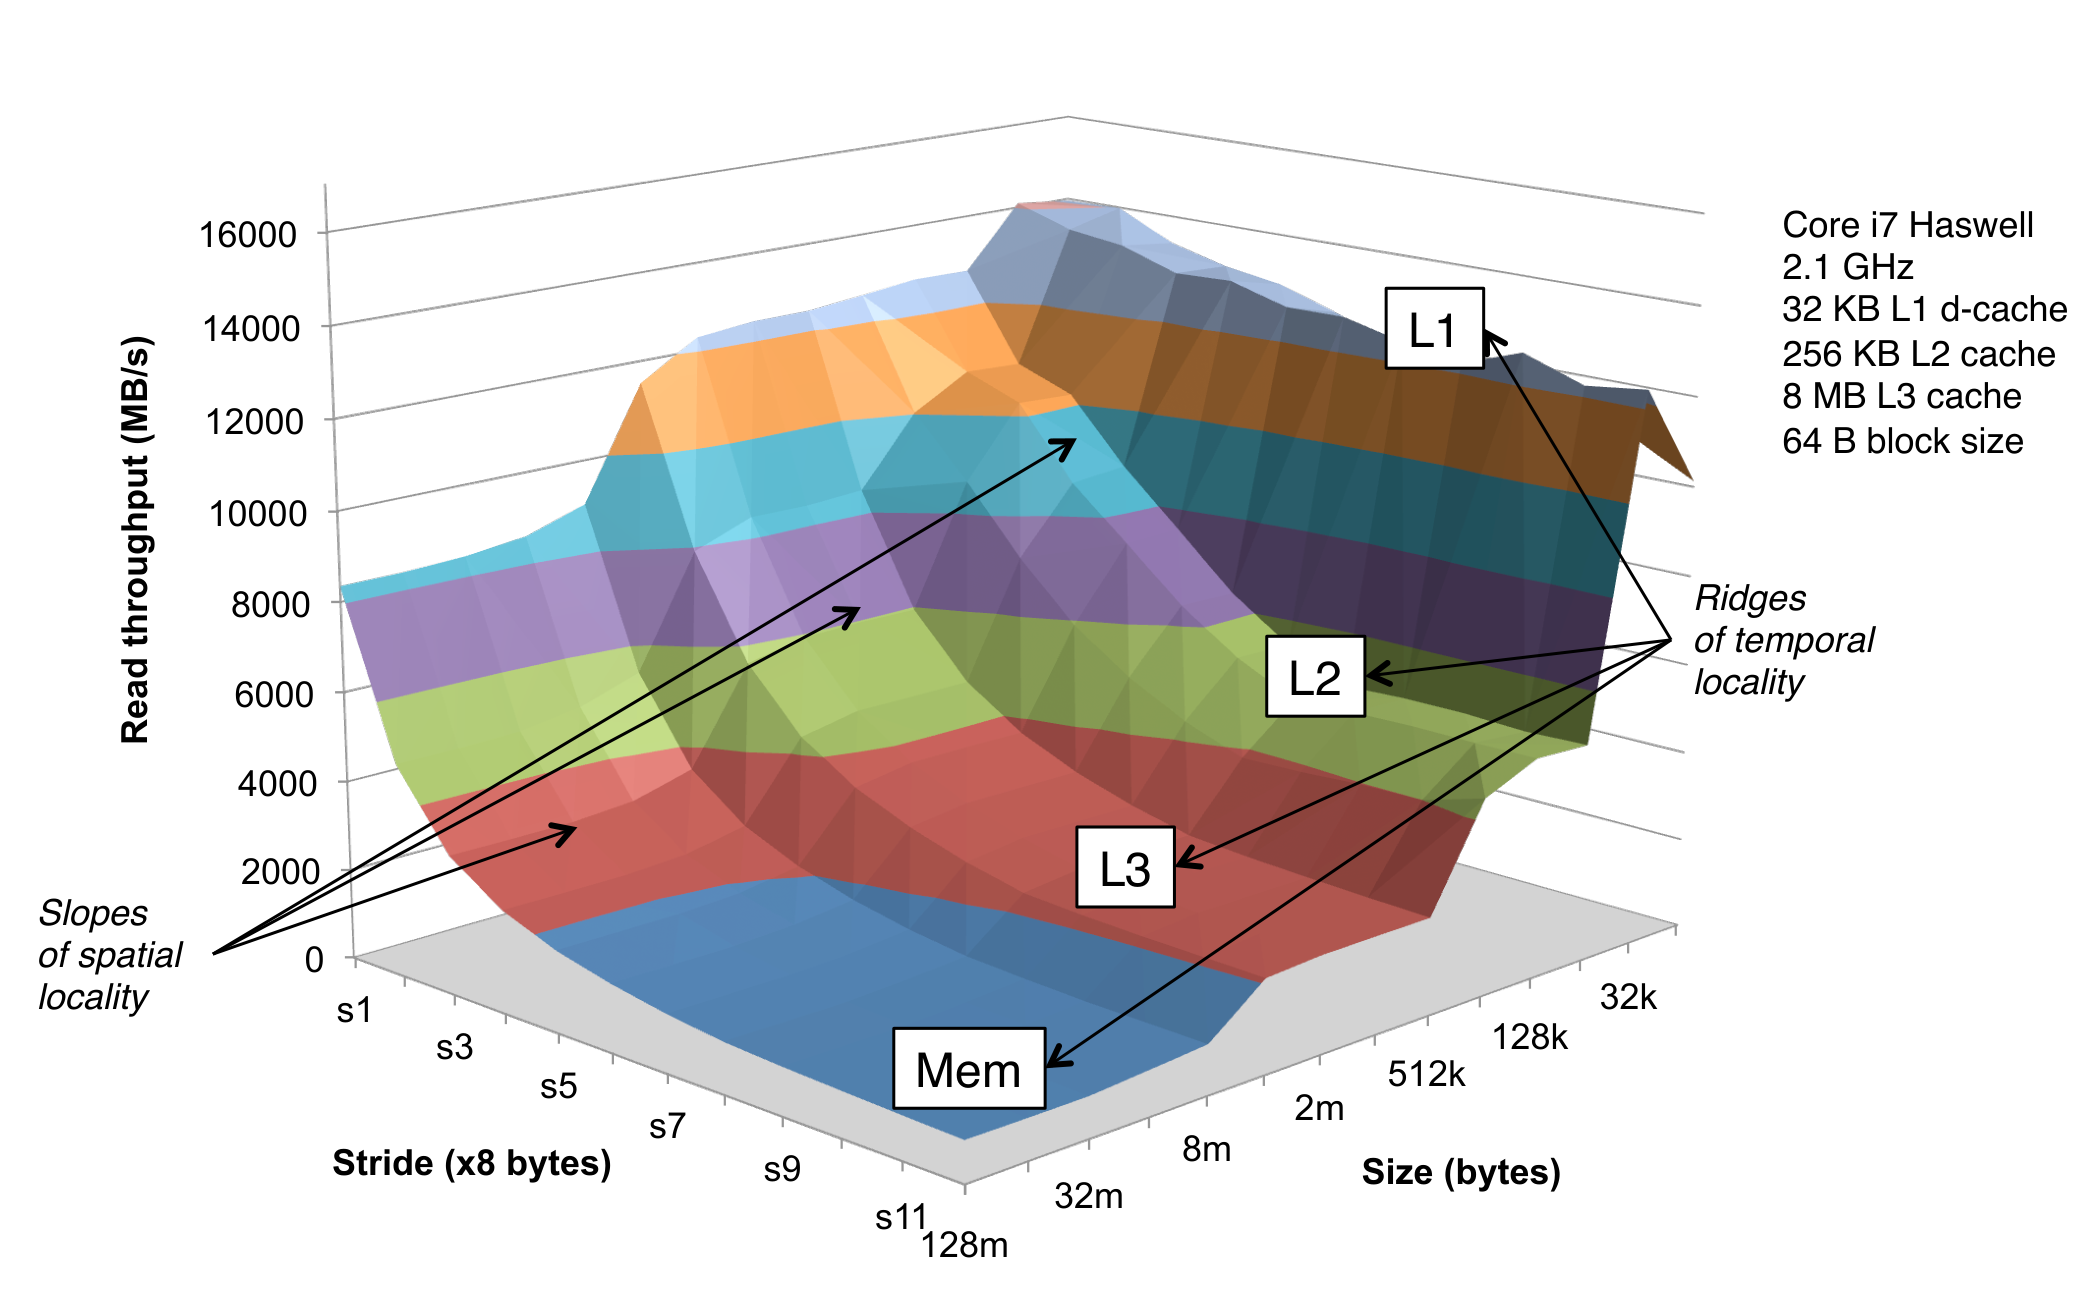 16000
14000
12000
10000
8000
6000
4000
2000
0
Read throughput (MB/s)
Core i7 Haswell
2.1 GHz
32 KB L1 d-cache
256 KB L2 cache
8 MB L3 cache
64 B block size
L1
L2
L3
Mem
Ridges
of temporal
locality
Slopes
of spatial
locality
s1
s3
s5
s7
s9
s11
Stride (x8 bytes)
128m
32m
8m
2m
512k
128k
32k
Size (bytes)